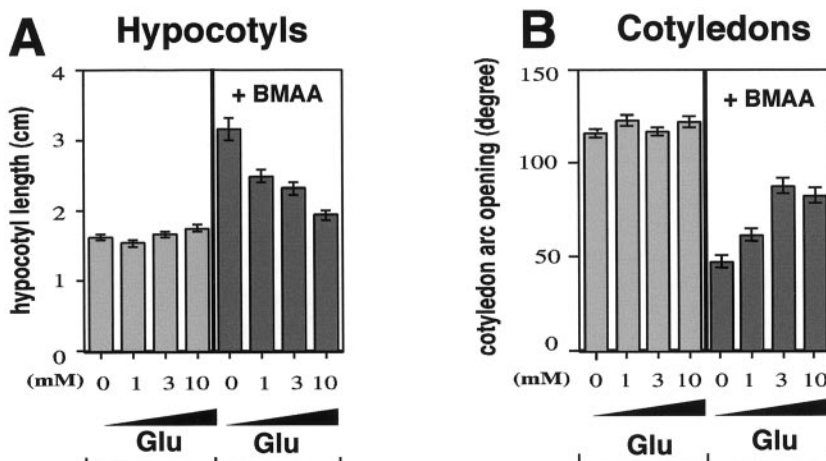 A Hypocotyls
hypocotyl length (cm)
4
3
2
1
0
+ BMAA
(mM) 0 1 3 10 0 1 3 10
Glu Glu
B Cotyledons
cotyledon arc opening (degree)
150
100
50
0
+ BMAA
(mM) 0 1 3 10 0 1 3 10
Glu Glu